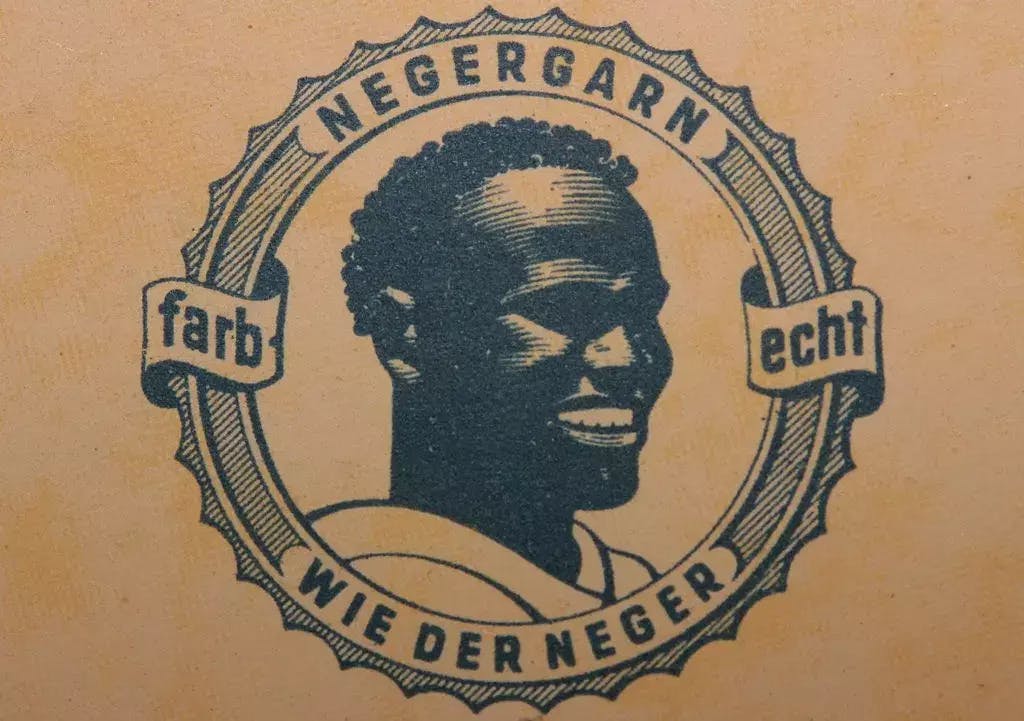 NEGERGARN
farb-
echt
WIE DER NEGER